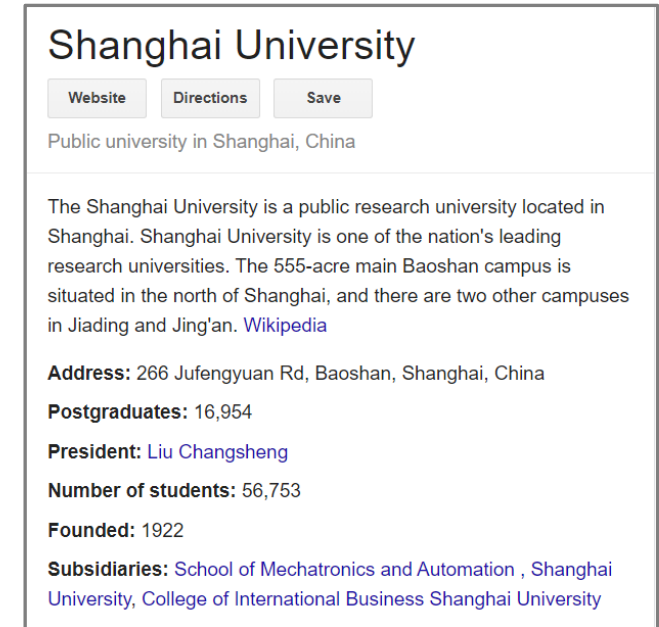 Shanghai University
Website Directions Save
Public university in Shanghai, China
The Shanghai University is a public research university located in
Shanghai. Shanghai University is one of the nation's leading
research universities. The 555-acre main Baoshan campus is
situated in the north of Shanghai, and there are two other campuses
in Jiading and Jing'an. Wikipedia
Address: 266 Jufengyuan Rd, Baoshan, Shanghai, China
Postgraduates: 16,954
President: Liu Changsheng
Number of students: 56,753
Founded: 1922
Subsidiaries: School of Mechatronics and Automation , Shanghai
University, College of International Business Shanghai University